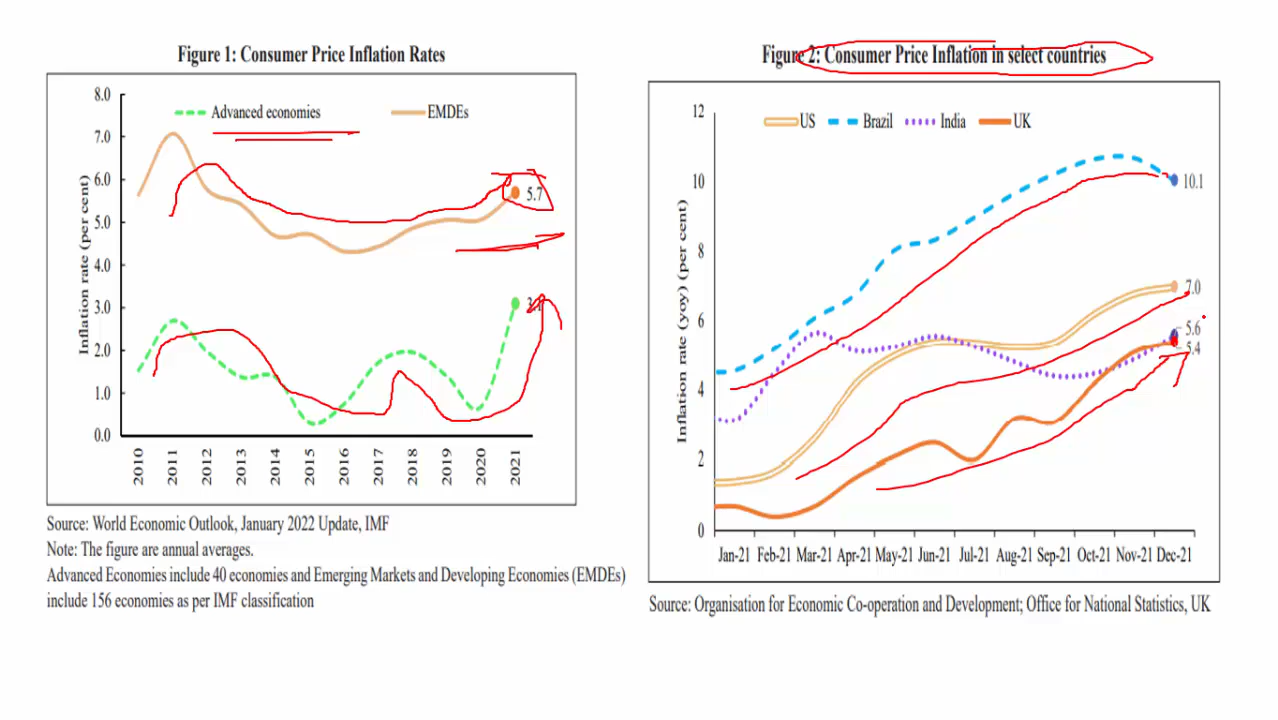 Figure 1: Consumer Price Inflation Rates
8.0
7.0
6.0
5.0
4.0
3.0
2.0
1.0
0.0
Inflation rate (per cent)
Advanced economies
EMDEs
5.7
2010
2011
2012
2013
2014
2015
2016
2017
2018
2019
2020
2021
Source: World Economic Outlook, January 2022 Update, IMF
Note: The figure are annual averages.
Advanced Economies include 40 economies and Emerging Markets and Developing Economies (EMDEs)
include 156 economies as per IMF classification
Figure 2: Consumer Price Inflation in select countries
12
10
8
6
4
2
0
Inflation rate (yoy) (per cent)
US
Brazil
India
UK
10.1
7.0
5.6
5.4
Jan-21
Feb-21
Mar-21
Apr-21
May-21
Jun-21
Jul-21
Aug-21
Sep-21
Oct-21
Nov-21
Dec-21
Source: Organisation for Economic Co-operation and Development; Office for National Statistics, UK